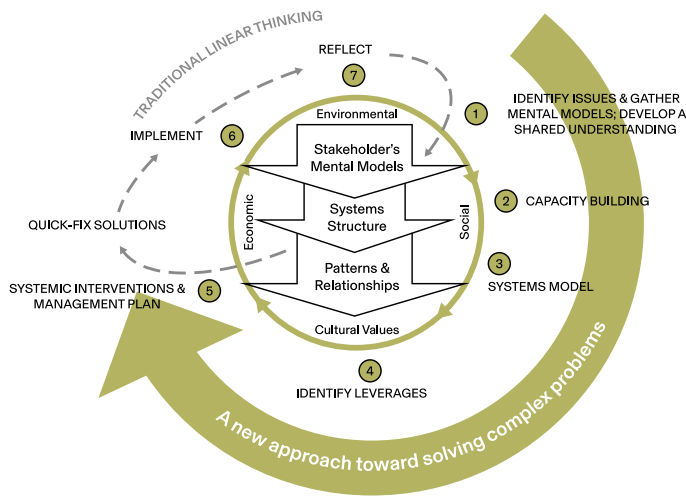 TRADITIONAL LINEAR THINKING
REFLECT
7
1
IDENTIFY ISSUES & GATHER
MENTAL MODELS; DEVELOP A
SHARED UNDERSTANDING
Environmental
IMPLEMENT
6
Stakeholder's
Mental Models
2
CAPACITY BUILDING
Systems
Structure
Economic
Social
QUICK-FIX SOLUTIONS
3
SYSTEMS MODEL
Patterns &
Relationships
SYSTEMIC INTERVENTIONS &
MANAGEMENT PLAN
5
Cultural Values
4
IDENTIFY LEVERAGES
A new approach toward solving complex problems